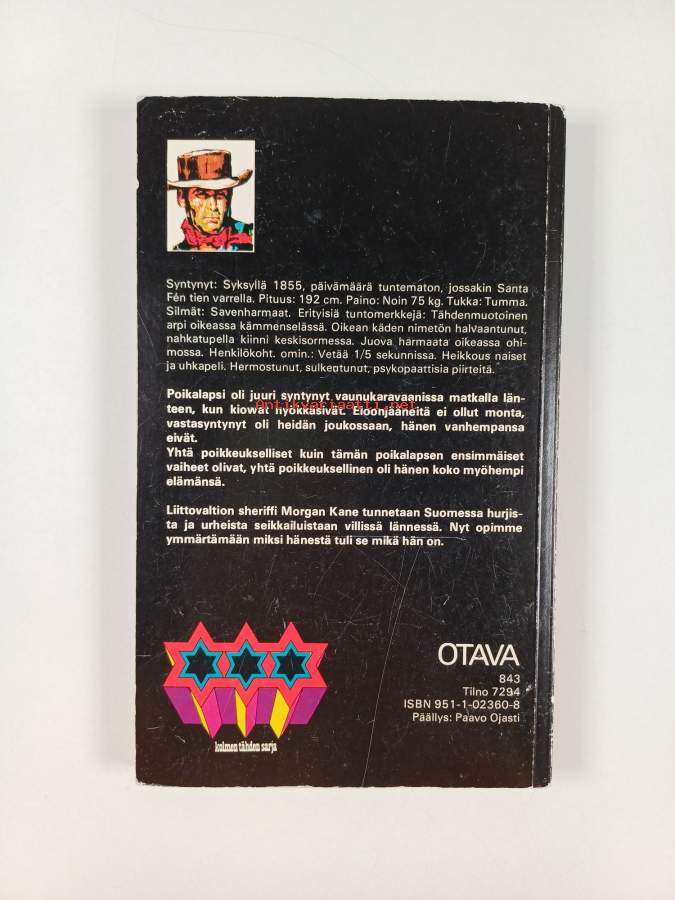 Syntynyt: Syksyllä 1855, päivämäärä tuntematon, jossakin Santa
Fén tien varrella. Pituus: 192 cm. Paino: Noin 75 kg. Tukka: Tumma.
Silmät: Savenharmaat. Erityisiä tuntomerkkejä: Tähdenmuotoinen
arpi oikeassa kämmenselässä. Oikean käden nimetön halvaantunut,
nahkatupella kiinni keskisormessa. Juova harmaata oikeassa ohi-
mossa. Henkilökoht. omin.: Vetää 1/5 sekunnissa. Heikkous naiset
ja uhkapeli. Hermostunut, sulkeutunut, psykopaattisia piirteitä.
Poikalapsi oli juuri syntynyt vaunukaravaanissa matkalla län-
teen, kun kiowat hyökkäsivät. Eloonjääneitä ei ollut monta,
Antikvariaatti.net
vastasyntynyt oli heidän joukossaan, hänen vanhempansa
eivät.
Yhtä poikkeukselliset kuin tämän poikalapsen ensimmäiset
vaiheet olivat, yhtä poikkeuksellinen oli hänen koko myöhempi
elämänsä.
Liittovaltion sheriffi Morgan Kane tunnetaan Suomessa hurjis-
ta ja urheista seikkailuistaan villissä lännessä. Nyt opimme
ymmärtämään miksi hänestä tuli se mikä hän on.
OTAVA
843
Tilno 7294
ISBN 951-1-02360-8
Päällys: Paavo Ojasti
kolmen tähden sarja